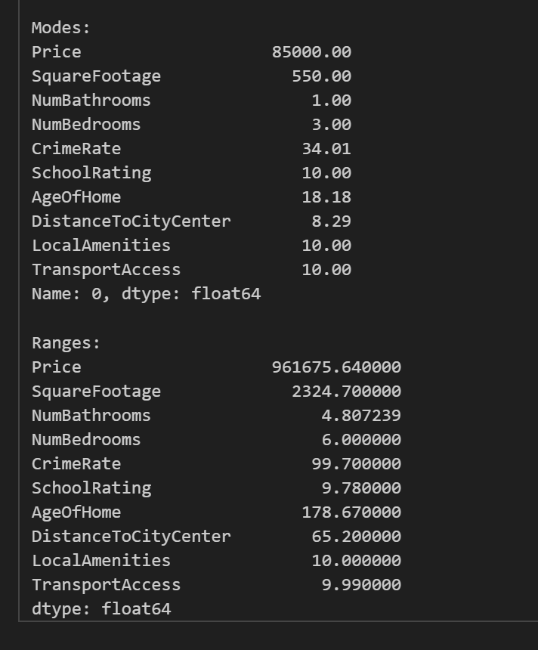 Modes:
Price 85000.00
SquareFootage 550.00
NumBathrooms 1.00
NumBedrooms 3.00
CrimeRate 34.01
SchoolRating 10.00
AgeOfHome 18.18
DistanceToCityCenter 8.29
LocalAmenities 10.00
TransportAccess 10.00
Name: 0, dtype: float64
Ranges:
Price 961675.640000
SquareFootage 2324.700000
NumBathrooms 4.807239
NumBedrooms 6.000000
CrimeRate 99.700000
SchoolRating 9.780000
AgeOfHome 178.670000
DistanceToCityCenter 65.200000
LocalAmenities 10.000000
TransportAccess 9.990000
dtype: float64